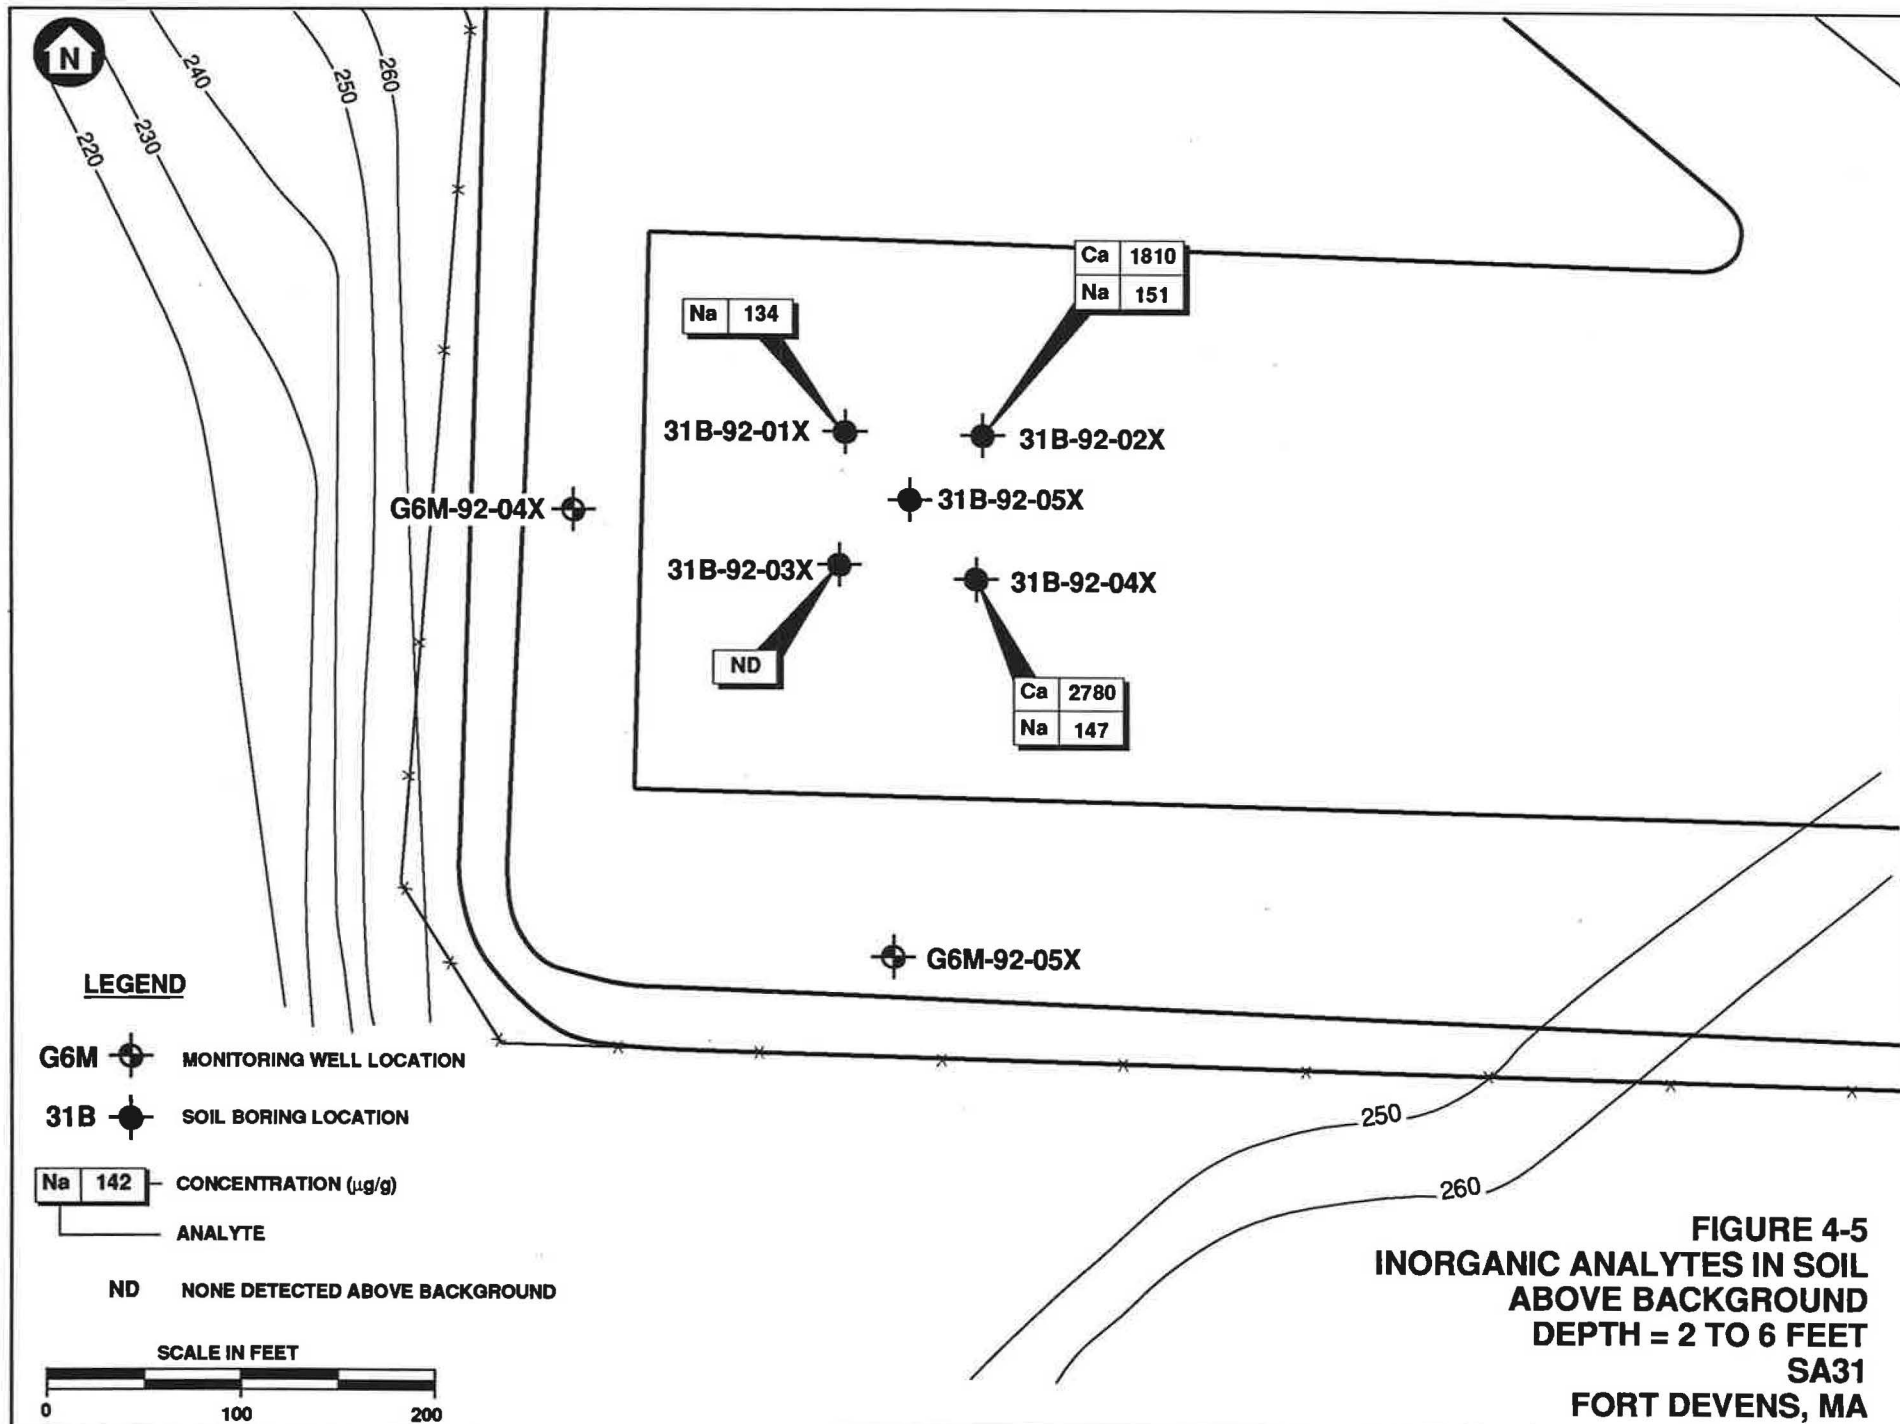 N
240
250
260
230
220
Ca 1810
Na 151
Na 134
31B-92-01X
31B-92-02X
31B-92-05X
G6M-92-04X
31B-92-03X
31B-92-04X
ND
Ca 2780
Na 147
G6M-92-05X
LEGEND
G6M MONITORING WELL LOCATION
31B SOIL BORING LOCATION
Na 142 CONCENTRATION (µg/g)
ANALYTE
ND NONE DETECTED ABOVE BACKGROUND
SCALE IN FEET
0 100 200
250
260
FIGURE 4-5
INORGANIC ANALYTES IN SOIL
ABOVE BACKGROUND
DEPTH = 2 TO 6 FEET
SA31
FORT DEVENS, MA